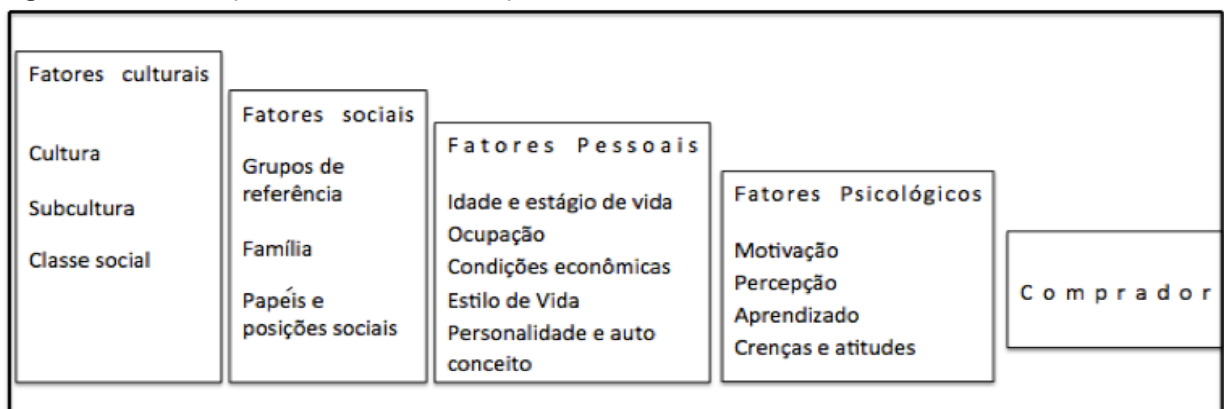 Fatores culturais
Cultura
Subcultura
Classe social
Fatores sociais
Grupos de
referência
Família
Papéis e
posições sociais
Fatores Pessoais
Idade e estágio de vida
Ocupação
Condições econômicas
Estilo de Vida
Personalidade e auto
conceito
Fatores Psicológicos
Motivação
Percepção
Aprendizado
Crenças e atitudes
Comprador